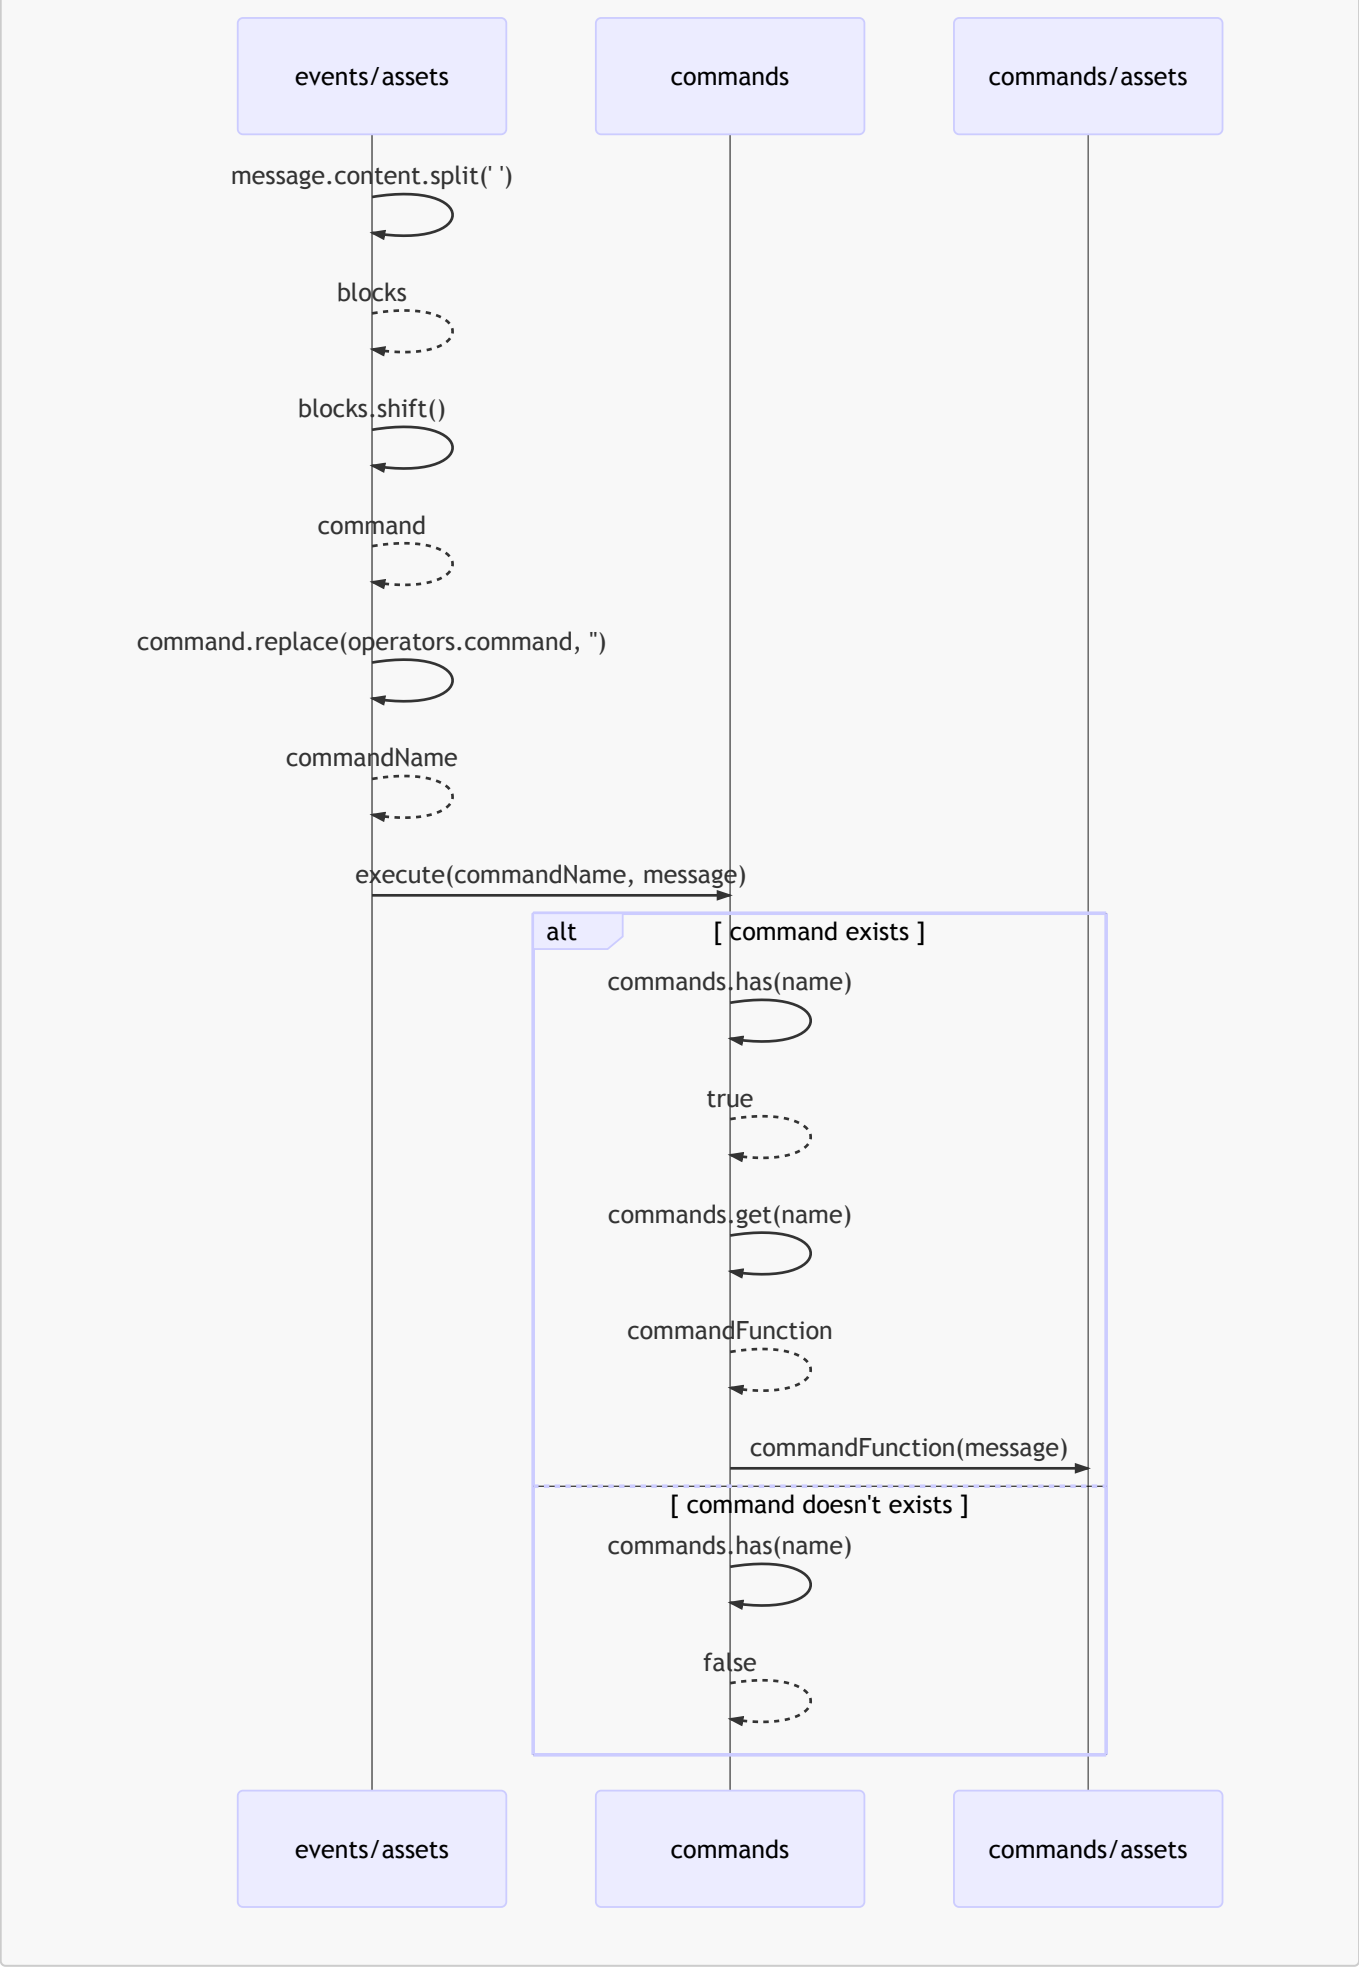 events/assets
commands
commands/assets
message.content.split(' ')
blocks
blocks.shift()
command
command.replace(operators.command, '')
commandName
execute(commandName, message)
alt
[ command exists ]
commands.has(name)
true
commands.get(name)
commandFunction
commandFunction(message)
[ command doesn't exists ]
commands.has(name)
false
events/assets
commands
commands/assets